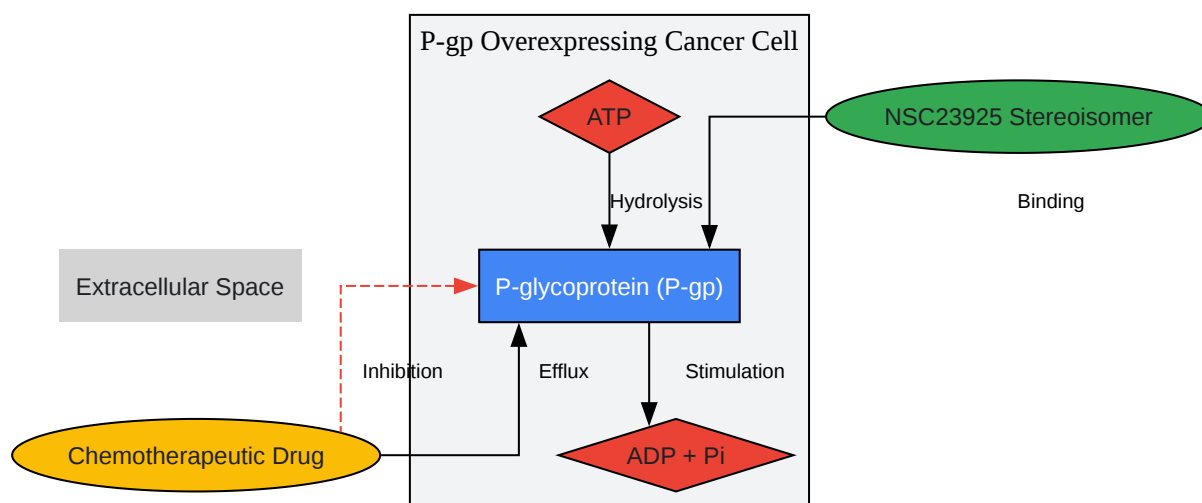 P-gp Overexpressing Cancer Cell
ATP
NSC23925 Stereoisomer
Hydrolysis
Binding
Extracellular Space
P-glycoprotein (P-gp)
Inhibition
Efflux
Stimulation
Chemotherapeutic Drug
ADP + Pi